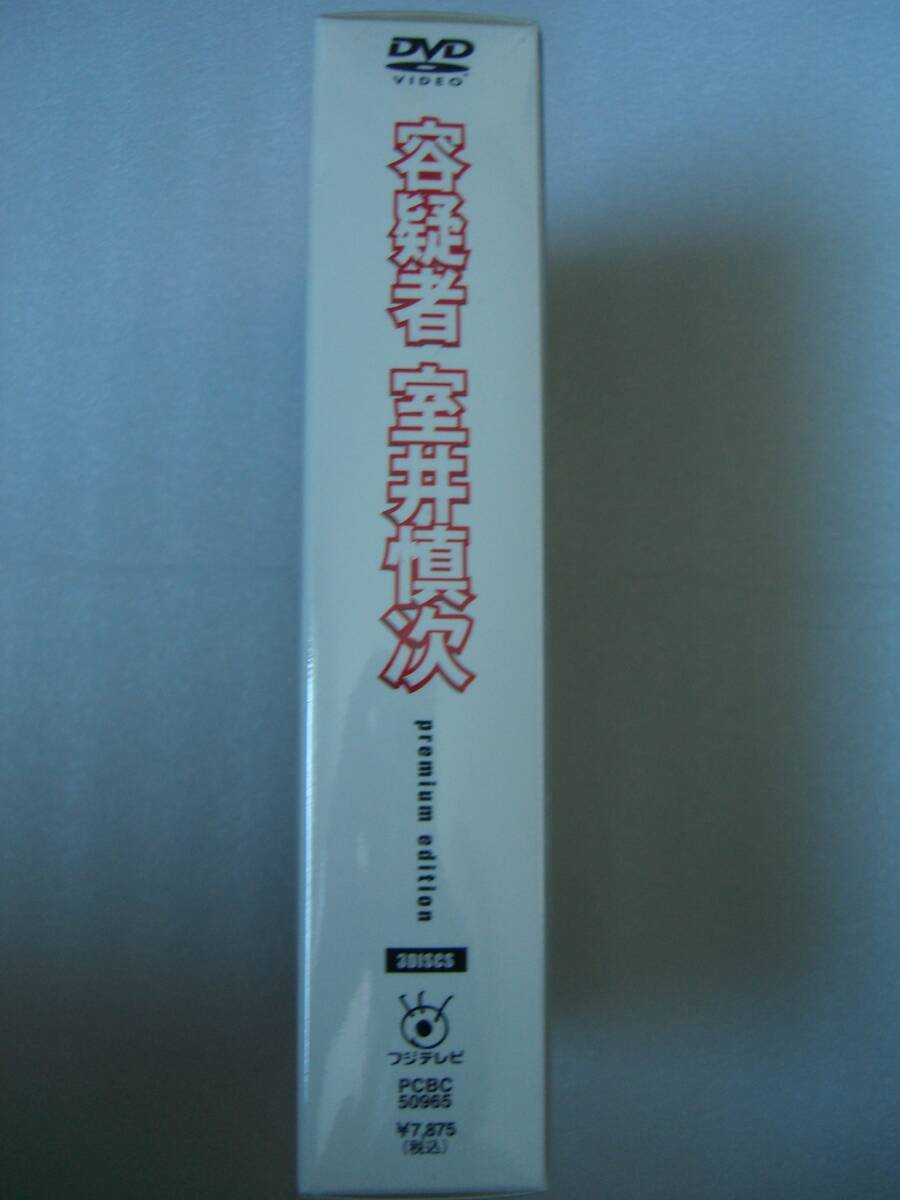 DVD
VIDEO
容疑者 室井慎次
premium edition
3DISCS
フジテレビ
PCBC
50965
¥7,875
(税込)